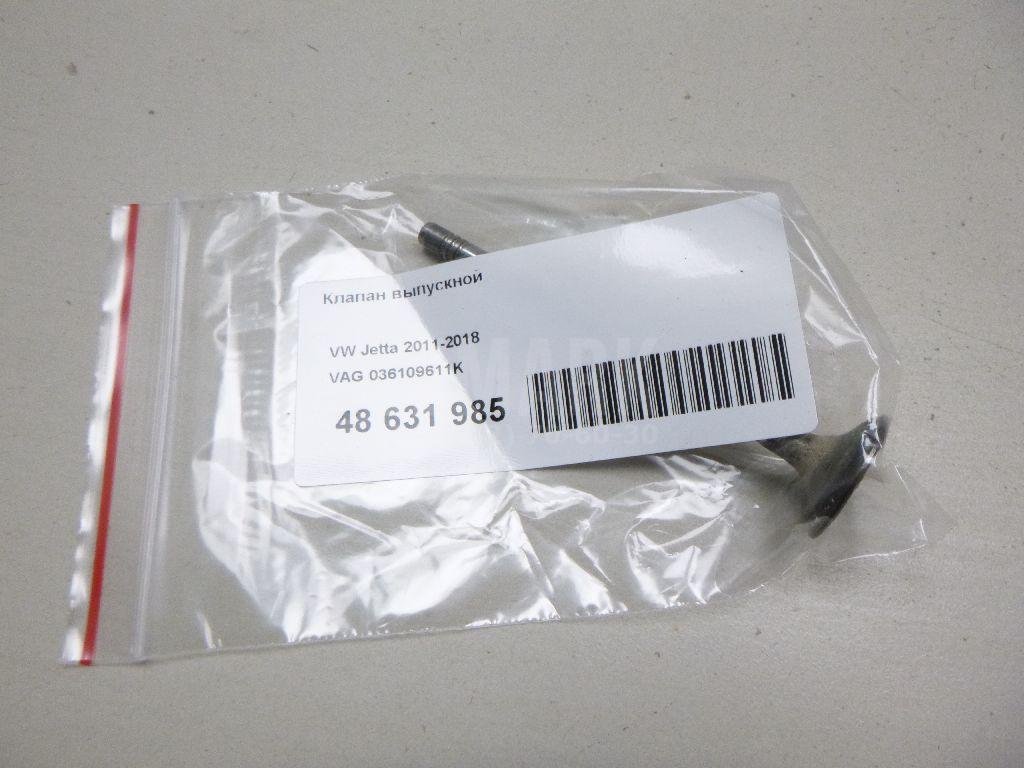 Клапан выпускной
VW Jetta 2011-2018
VAG 036109611K
48 631 985